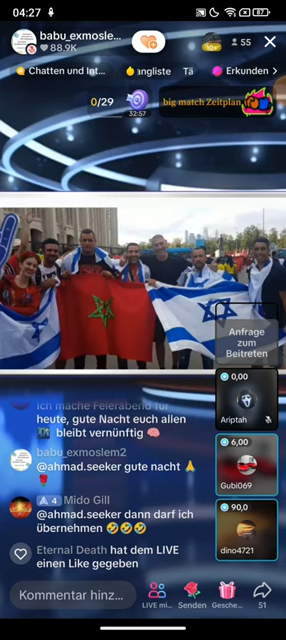 04:27
87
babu_exmosle...
88.9K
10+
55
Chatten und Int...
angliste
Tä
Erkunden
0/29
32:57
big match Zeitplan
Anfrage
zum
Beitreten
0,00
Ariptah
6,00
Gubi069
90,0
dino4721
Ich mache Feierabend für
heute, gute Nacht euch allen
🌃 bleibt vernünftig 🧠
babu_exmoslem2
@ahmad.seeker gute nacht 🙏
🌹
4 Mido Gill
@ahmad.seeker dann darf ich
übernehmen 🤣🤣🤣
Eternal Death hat dem LIVE
einen Like gegeben
Kommentar hinz...
LIVE mi...
Senden
Gesche...
51